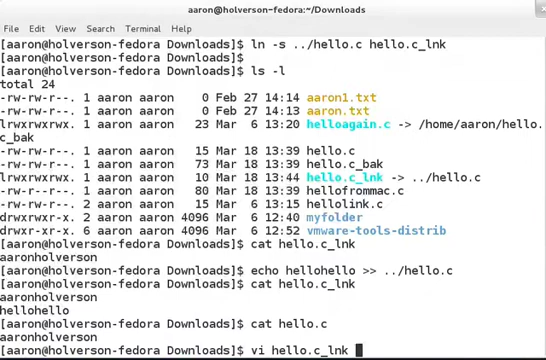 aaron@holverson-fedora:~/Downloads
File Edit View Search Terminal Help
[aaron@holverson-fedora Downloads]$ ln -s ../hello.c hello.c_lnk
[aaron@holverson-fedora Downloads]$ ls -l
total 24
-rw-rw-r--. 1 aaron aaron    0 Feb 27 14:14 aaron1.txt
-rw-rw-r--. 2 aaron aaron    0 Feb 27 14:13 aaron.txt
lrwxrwxrwx. 1 aaron aaron   23 Mar  6 13:20 helloagain.c -> /home/aaron/hello.
c_bak
-rw-rw-r--. 1 aaron aaron   15 Mar 18 13:39 hello.c
-rw-rw-r--. 1 aaron aaron   73 Mar 18 13:39 hello.c_bak
lrwxrwxrwx. 1 aaron aaron   10 Mar 18 13:44 hello.c_lnk -> ../hello.c
-rw-r--r--. 1 aaron aaron   80 Mar 18 13:39 hellofrommac.c
-rw-rw-r--. 2 aaron aaron   15 Mar  6 13:15 hellolink.c
drwxrwxr-x. 2 aaron aaron 4096 Mar  6 12:40 myfolder
drwxr-xr-x. 6 aaron aaron 4096 Mar  6 12:52 vmware-tools-distrib
[aaron@holverson-fedora Downloads]$ cat hello.c_lnk
aaronholverson
[aaron@holverson-fedora Downloads]$ echo hellohello >> ../hello.c
[aaron@holverson-fedora Downloads]$ cat hello.c_lnk
aaronholverson
hellohello
[aaron@holverson-fedora Downloads]$ cat hello.c
aaronholverson
[aaron@holverson-fedora Downloads]$ vi hello.c_lnk